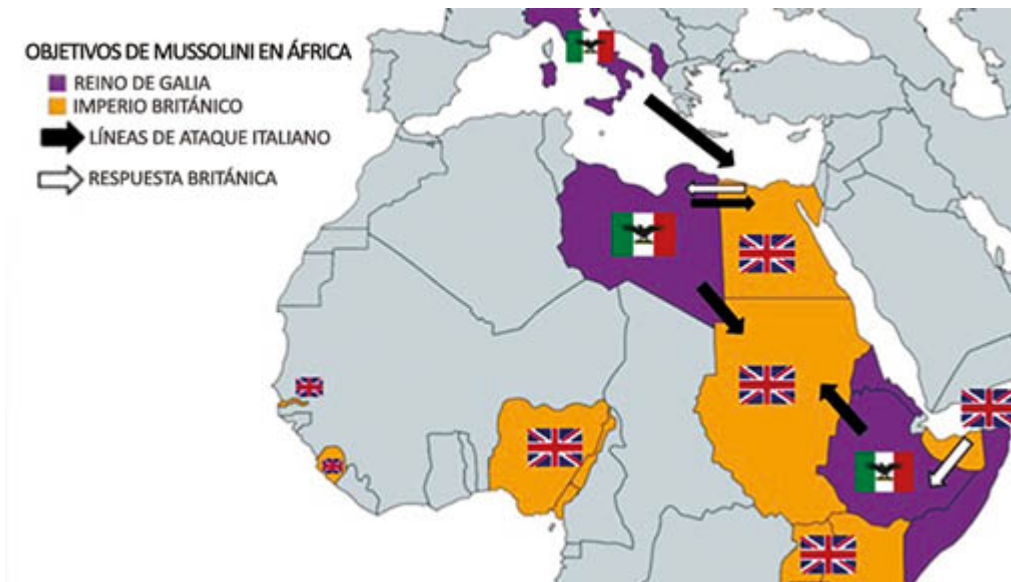 OBJETIVOS DE MUSSOLINI EN ÁFRICA
REINO DE GALIA
IMPERIO BRITÁNICO
LÍNEAS DE ATAQUE ITALIANO
RESPUESTA BRITÁNICA